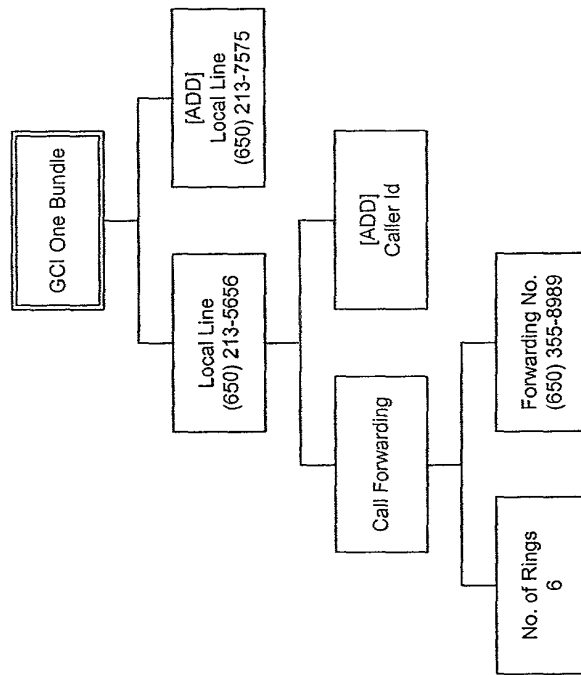 GCI One Bundle
Local Line
(650) 213-5656
[ADD]
Local Line
(650) 213-7575
Call Forwarding
[ADD]
Caller Id
No. of Rings
6
Forwarding No.
(650) 355-8989